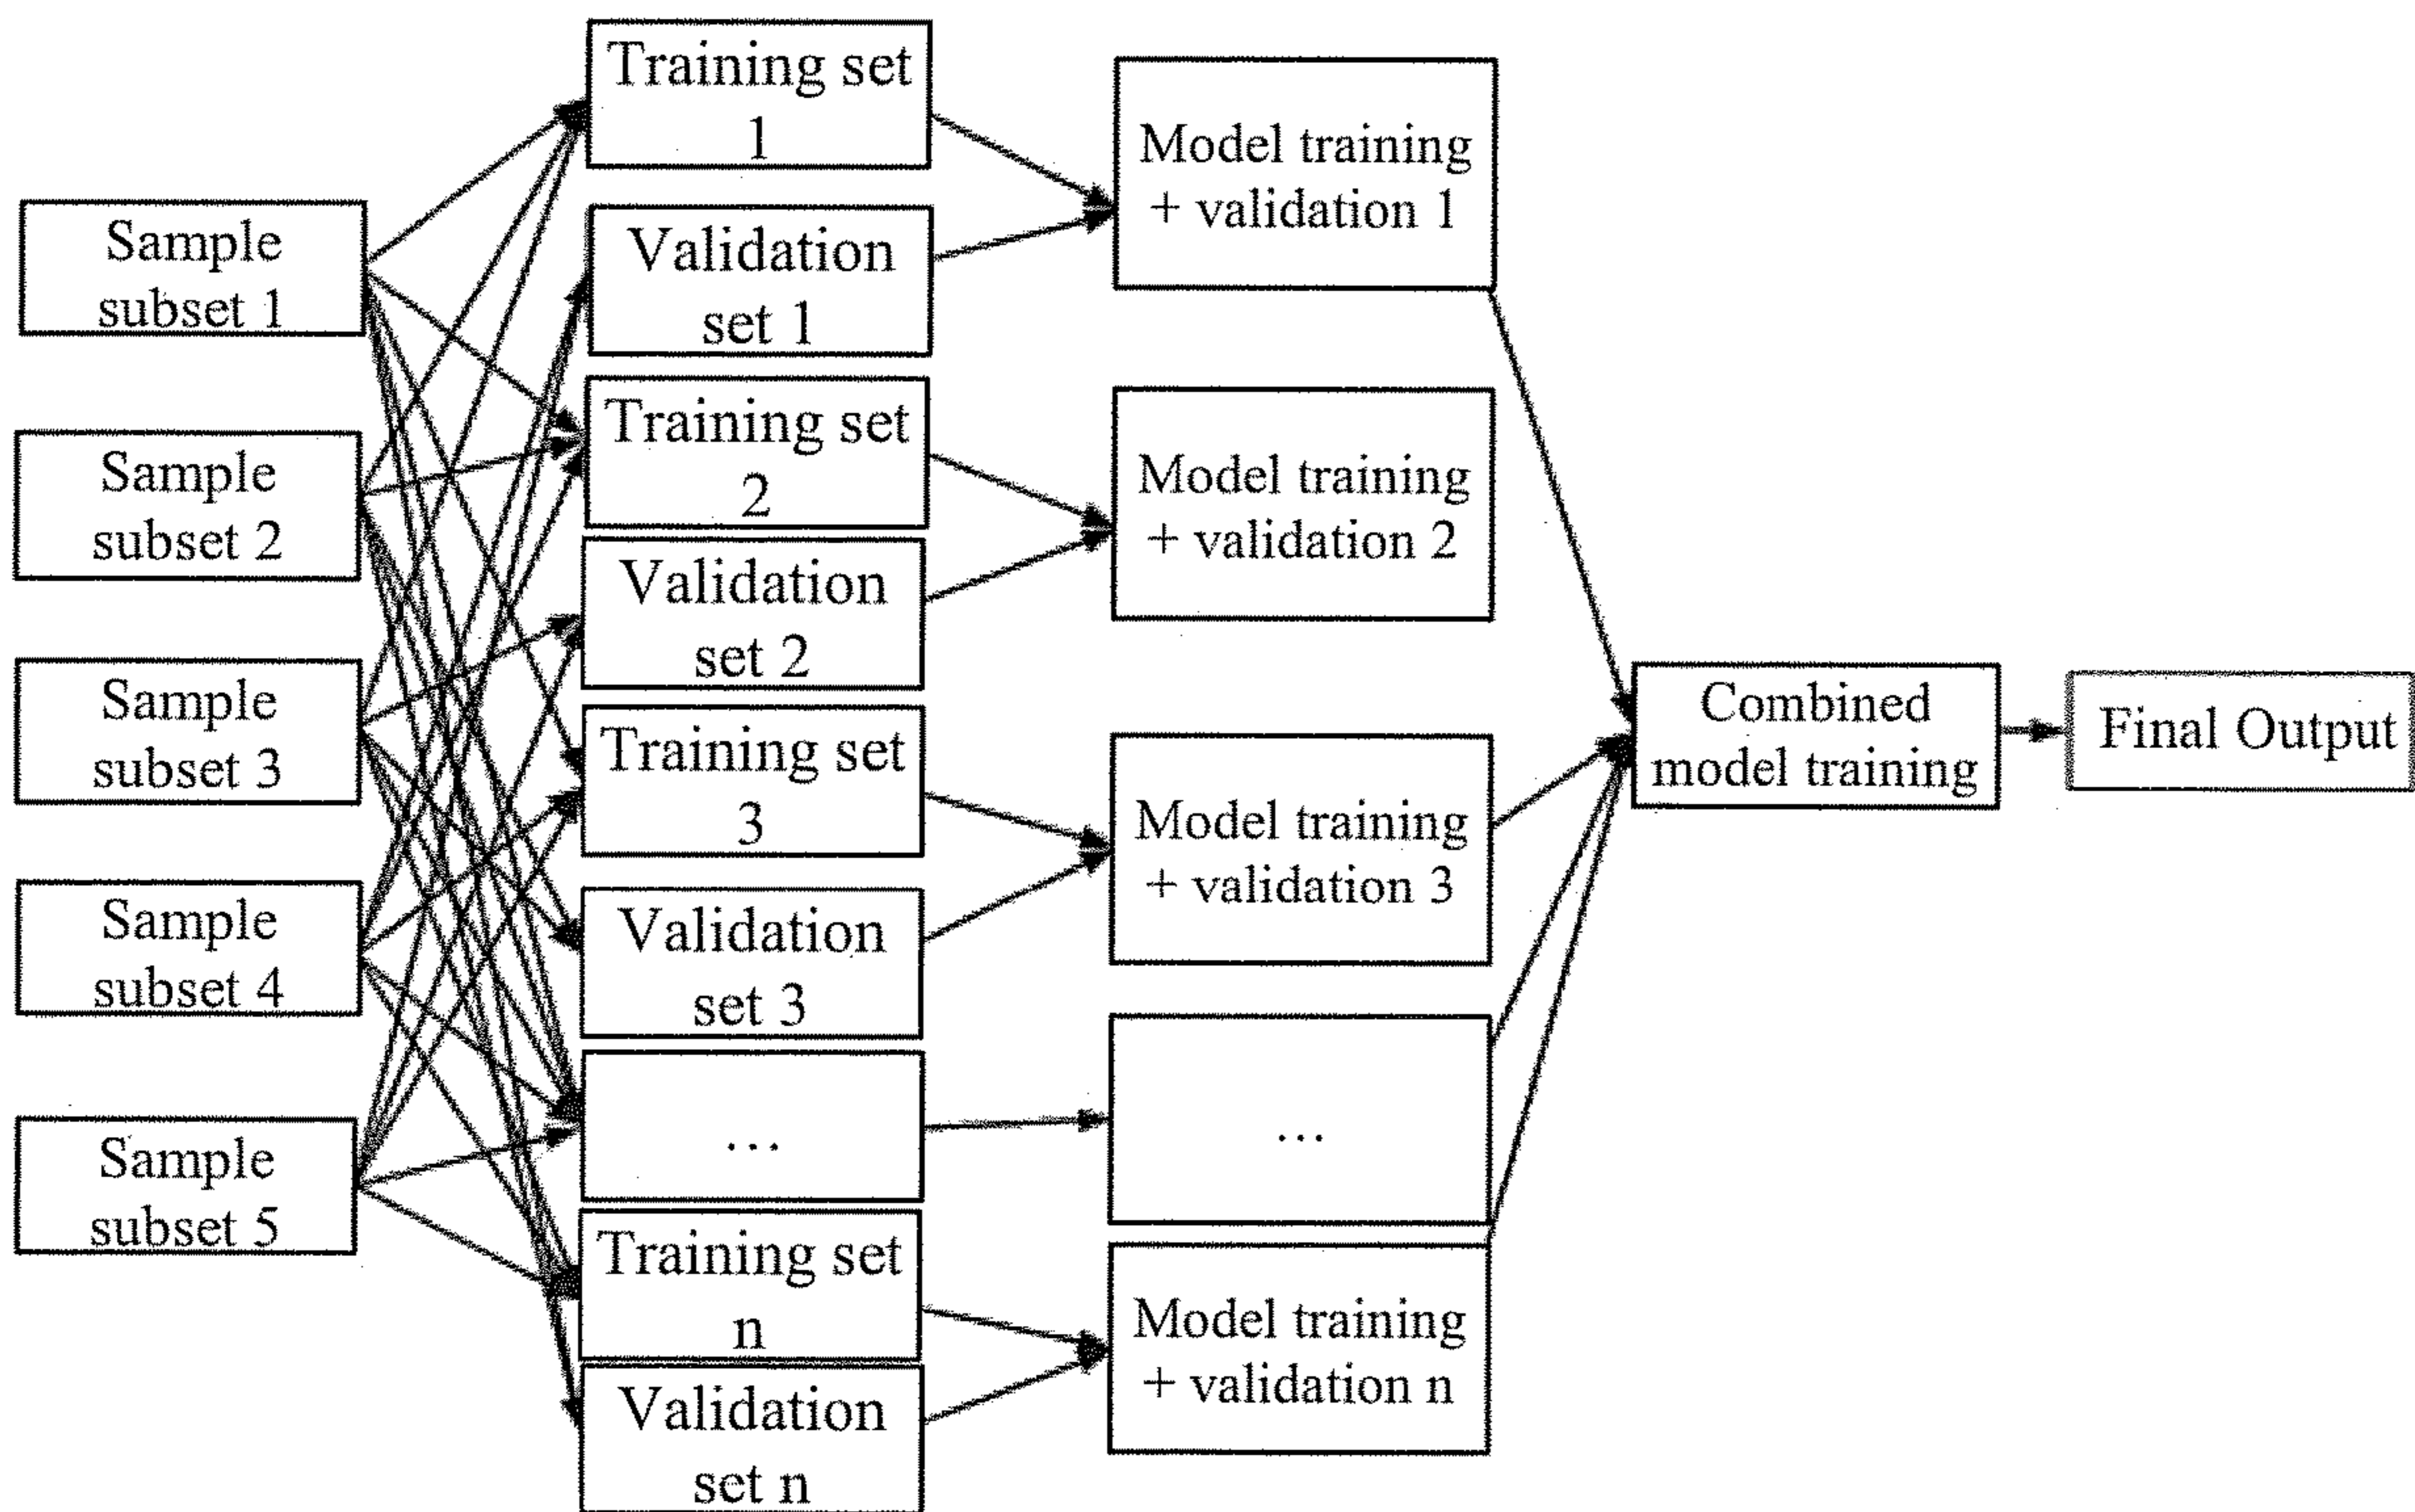 Sample
subset 1
Sample
subset 2
Sample
subset 3
Sample
subset 4
Sample
subset 5
Training set
1
Validation
set 1
Training set
2
Validation
set 2
Training set
3
Validation
set 3
...
Training set
n
Validation
set n
Model training
+ validation 1
Model training
+ validation 2
Model training
+ validation 3
...
Model training
+ validation n
Combined
model training
Final Output